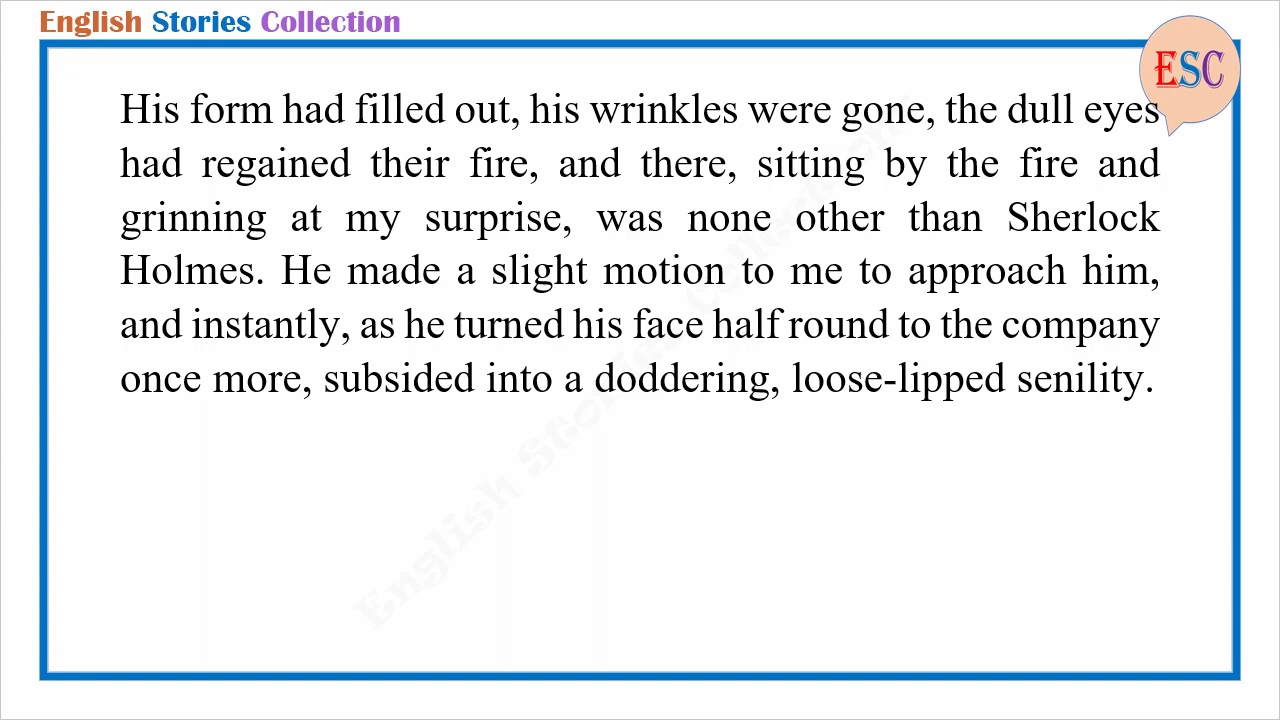 English Stories Collection
ESC
His form had filled out, his wrinkles were gone, the dull eyes
had regained their fire, and there, sitting by the fire and
grinning at my surprise, was none other than Sherlock
Holmes. He made a slight motion to me to approach him,
and instantly, as he turned his face half round to the company
once more, subsided into a doddering, loose-lipped senility.
English Stories Collection